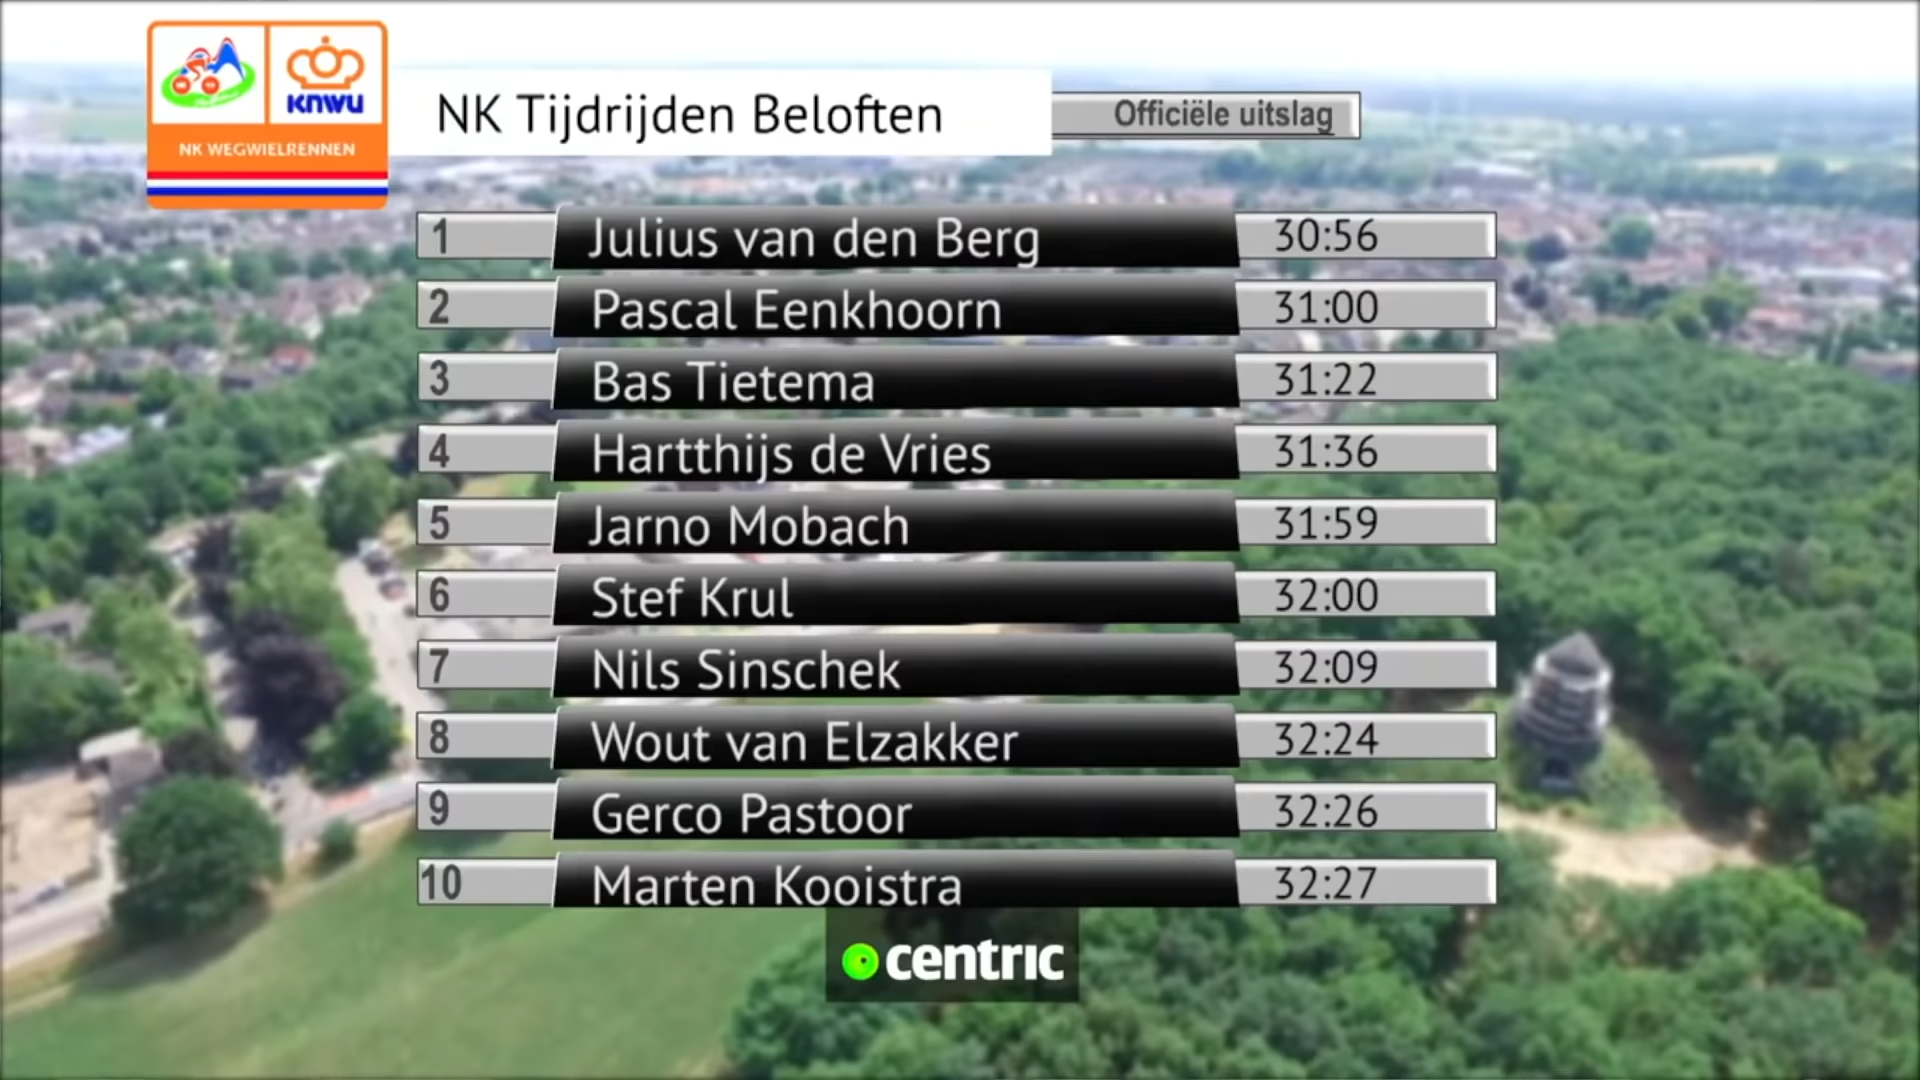 KNWU
NK WEGWIELRENNEN
NK Tijdrijden Beloften
Officiële uitslag
1 Julius van den Berg 30:56
2 Pascal Eenkhoorn 31:00
3 Bas Tietema 31:22
4 Hartthijs de Vries 31:36
5 Jarno Mobach 31:59
6 Stef Krul 32:00
7 Nils Sinschek 32:09
8 Wout van Elzakker 32:24
9 Gerco Pastoor 32:26
10 Marten Kooistra 32:27
centric